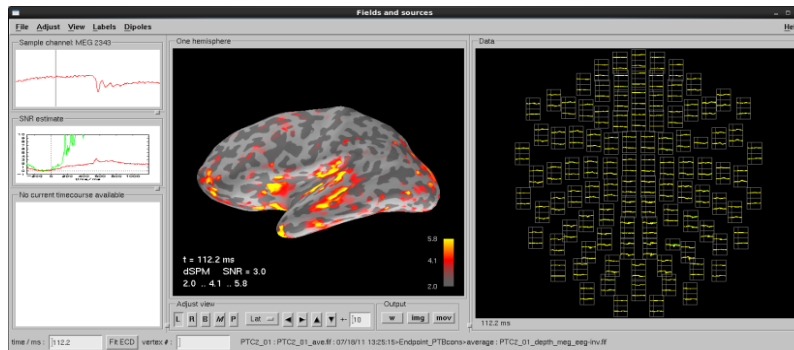 Fields and sources
File Adjust View Labels Dipoles
Sample channel: MEG 2343
One hemisphere
Data
SNR estimate
No current timecourse available
t = 112.2 ms
dSPM SNR = 3.0
2.0 .. 4.1 .. 5.8
5.8
4.1
2.0
Adjust view
Output
L R B M P Lat +- 10
w img mov
112.2 ms
time / ms : 112.2 Fit ECD vertex # :
PTC2_01 : PTC2_01_ave.fif : 07/18/11 13:25:15>Endpoint_PTBcons>average : PTC2_01_depth_meg_eeg-inv.fif